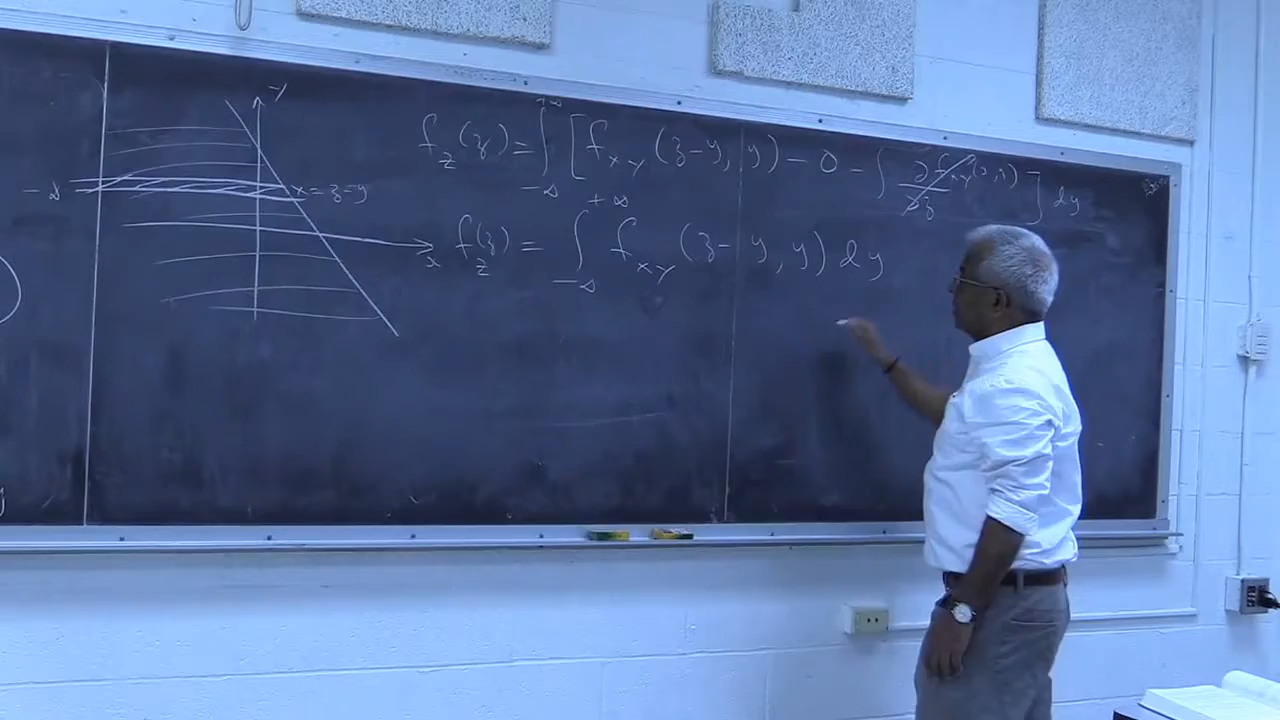 y
-∞
x = z-y
x
f_Z(z) = ∫_{-∞}^{+∞} [f_{XY}(z-y, y) - 0 - ∫ ∂f_{XY}(x,y)/∂z] dy
f_Z(z) = ∫_{-∞}^{+∞} f_{XY}(z-y, y) dy
y